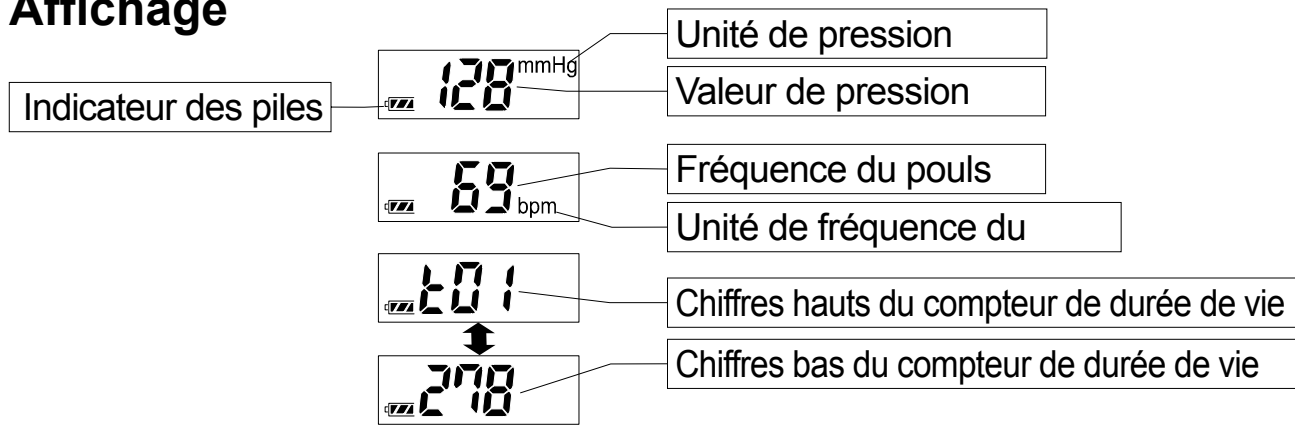 Affichage
Unité de pression
128 mmHg
Valeur de pression
Indicateur des piles
Fréquence du pouls
69 bpm
Unité de fréquence du
t01
Chiffres hauts du compteur de durée de vie
278
Chiffres bas du compteur de durée de vie